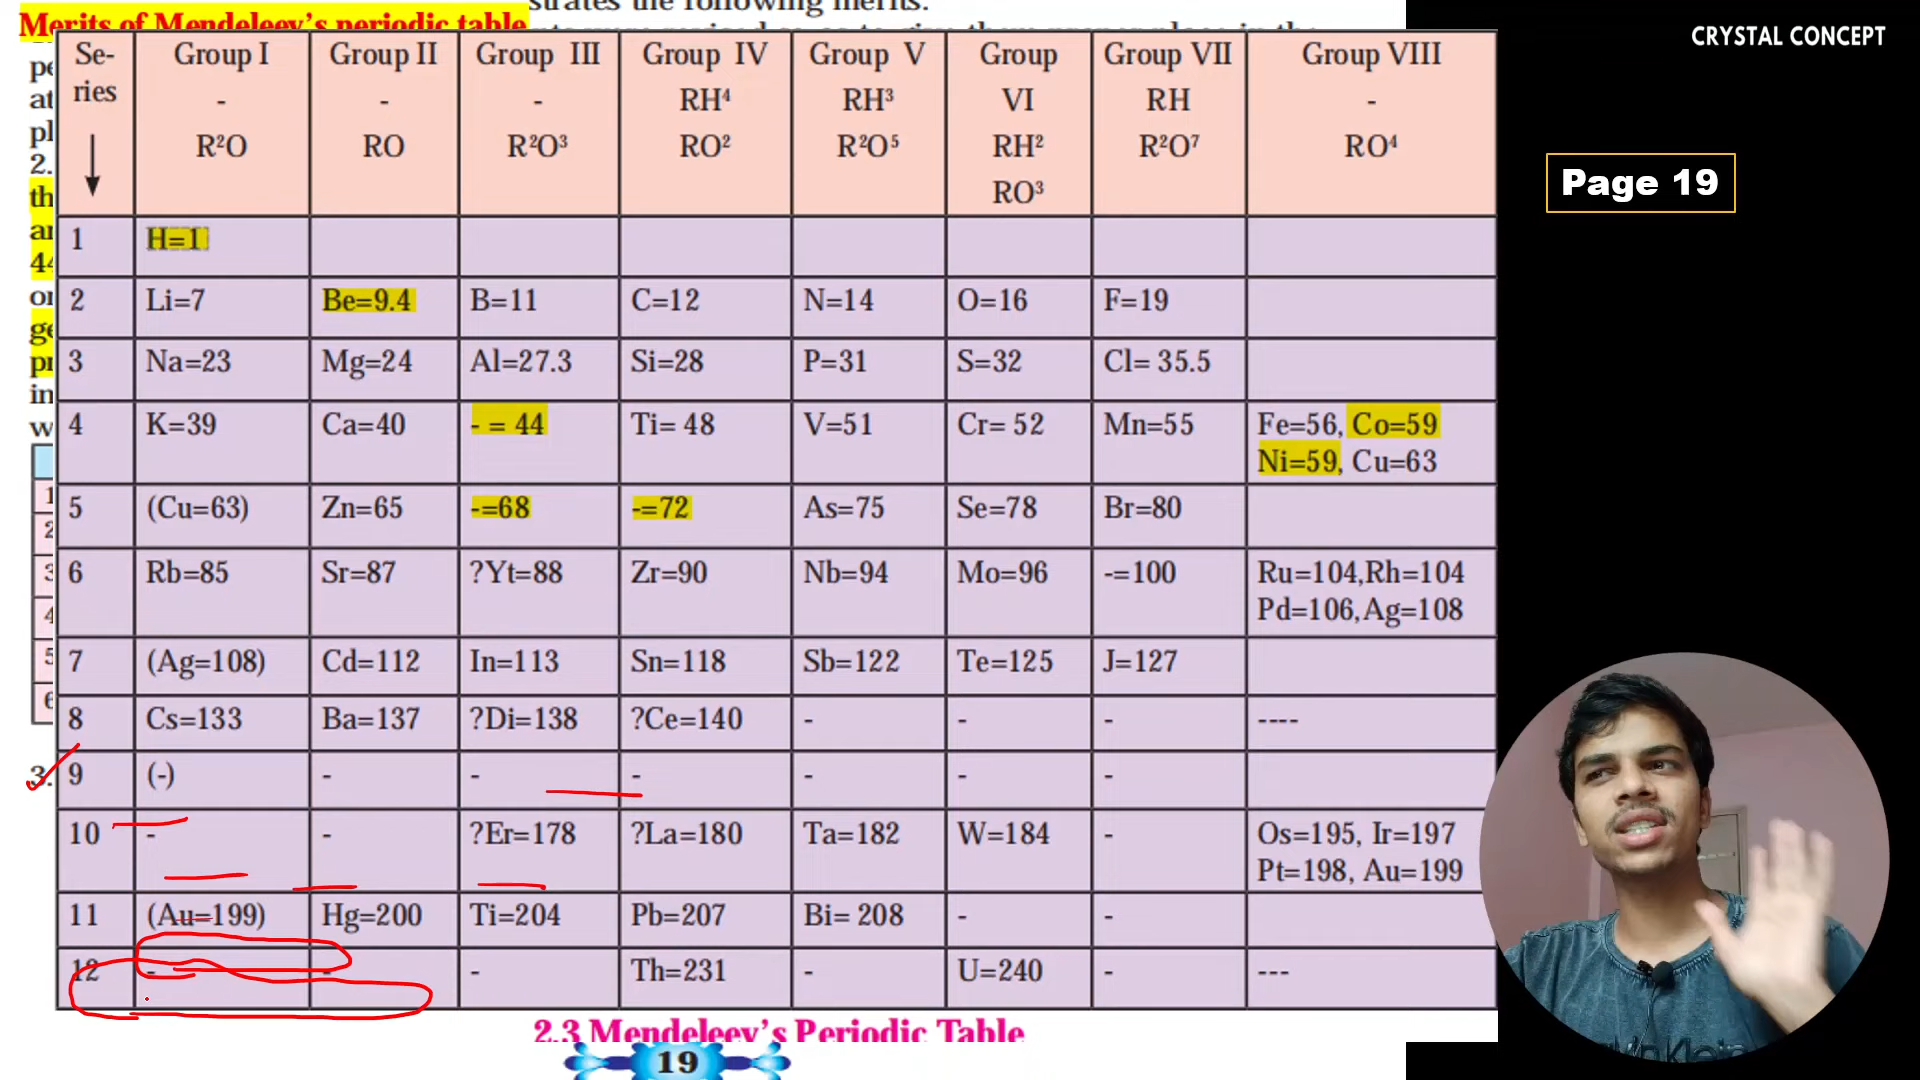 strates the following merits.
Merits of Mendeleev's periodic table
CRYSTAL CONCEPT
Page 19
Se-ries Group I - R²O Group II - RO Group III - R²O³ Group IV RH⁴ RO² Group V RH³ R²O⁵ Group VI RH² RO³ Group VII RH R²O⁷ Group VIII - RO⁴
1 H=1
2 Li=7 Be=9.4 B=11 C=12 N=14 O=16 F=19
3 Na=23 Mg=24 Al=27.3 Si=28 P=31 S=32 Cl= 35.5
4 K=39 Ca=40 - = 44 Ti= 48 V=51 Cr= 52 Mn=55 Fe=56, Co=59
Ni=59, Cu=63
5 (Cu=63) Zn=65 -=68 -=72 As=75 Se=78 Br=80
6 Rb=85 Sr=87 ?Yt=88 Zr=90 Nb=94 Mo=96 -=100 Ru=104,Rh=104
Pd=106,Ag=108
7 (Ag=108) Cd=112 In=113 Sn=118 Sb=122 Te=125 J=127
8 Cs=133 Ba=137 ?Di=138 ?Ce=140 - - - ----
9 (-) - - - - - -
10 - - ?Er=178 ?La=180 Ta=182 W=184 - Os=195, Ir=197
Pt=198, Au=199
11 (Au=199) Hg=200 Ti=204 Pb=207 Bi= 208 - -
12 - - - Th=231 - U=240 - ---
2.3 Mendeleev's Periodic Table
19